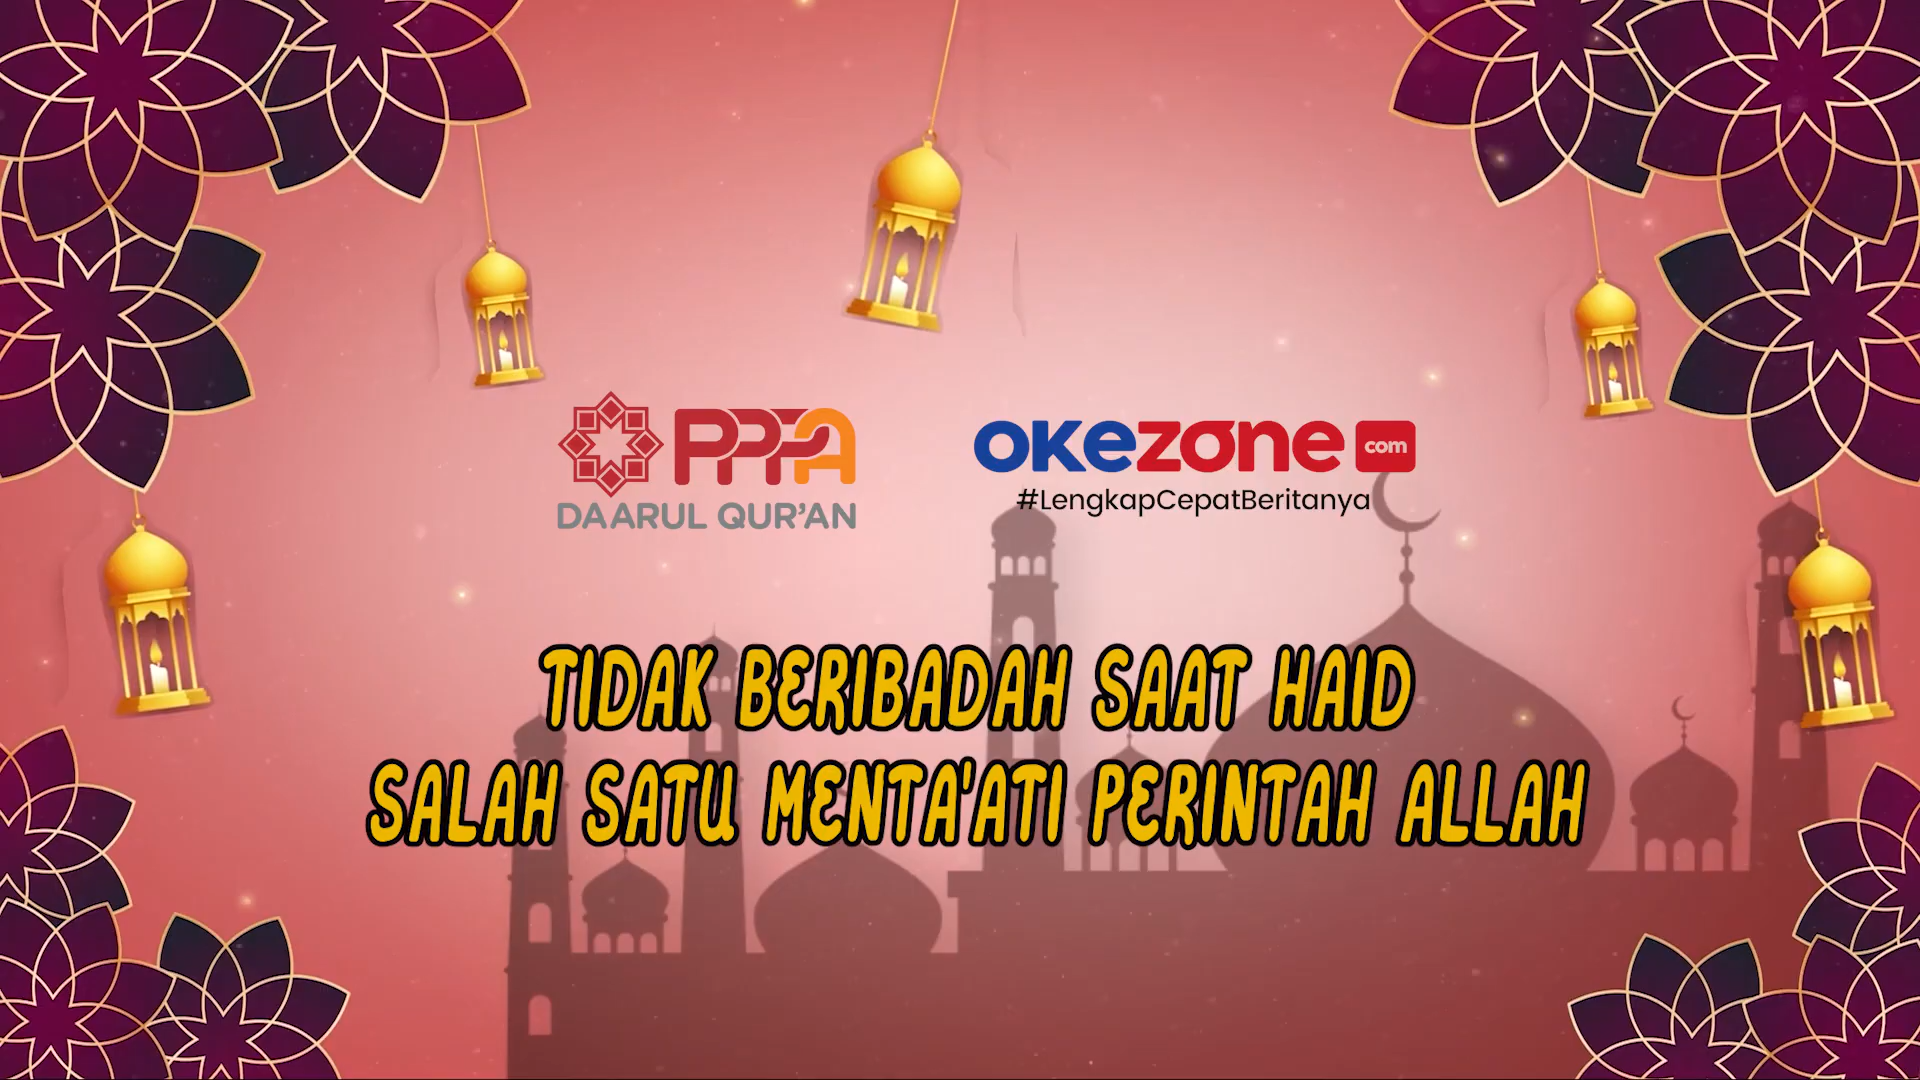 PPPA
DAARUL QUR'AN
OKEZONE com
#LengkapCepatBeritanya
TIDAK BERIBADAH SAAT HAID
SALAH SATU MENTA'ATI PERINTAH ALLAH